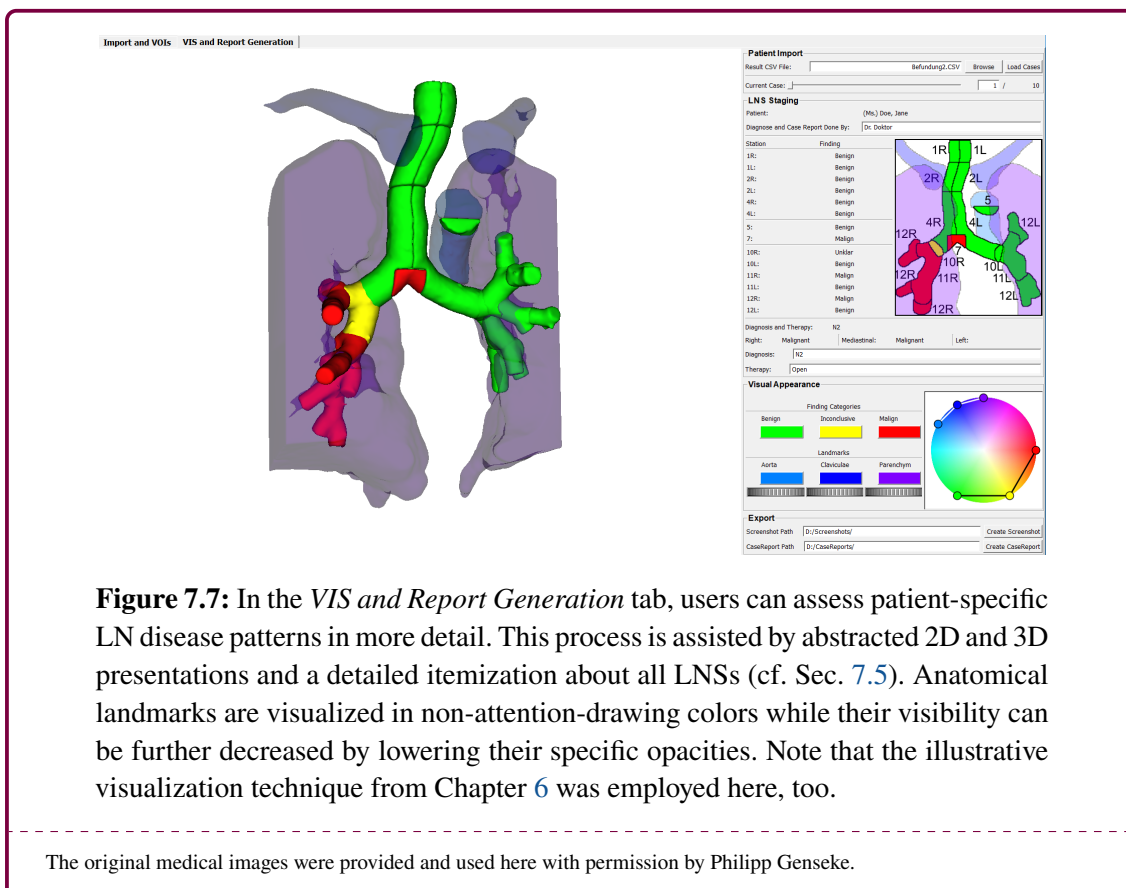 Import and VOIs VIS and Report Generation
Patient Import
Result CSV File: Befundung2.CSV Browse Load Cases
Current Case: 1 / 10
LNS Staging
Patient: (Ms.) Doe, Jane
Diagnose and Case Report Done By: Dr. Doktor
Station Finding
1R: Benign
1L: Benign
2R: Benign
2L: Benign
4R: Benign
4L: Benign
5: Benign
7: Malign
10R: Unklar
10L: Benign
11R: Malign
11L: Benign
12R: Malign
12L: Benign
1R 1L
2R 2L
5
4R 4L 12L
12R
7
10R 10L
12R 11R 11L
12L
12R
Diagnosis and Therapy: N2
Right: Malignant Mediastinal: Malignant Left:
Diagnosis: N2
Therapy: Open
Visual Appearance
Finding Categories
Benign Inconclusive Malign
Landmarks
Aorta Claviculae Parenchym
Export
Screenshot Path D:/Screenshots/ Create Screenshot
CaseReport Path D:/CaseReports/ Create CaseReport
Figure 7.7: In the VIS and Report Generation tab, users can assess patient-specific
LN disease patterns in more detail. This process is assisted by abstracted 2D and 3D
presentations and a detailed itemization about all LNSs (cf. Sec. 7.5). Anatomical
landmarks are visualized in non-attention-drawing colors while their visibility can
be further decreased by lowering their specific opacities. Note that the illustrative
visualization technique from Chapter 6 was employed here, too.
The original medical images were provided and used here with permission by Philipp Genseke.